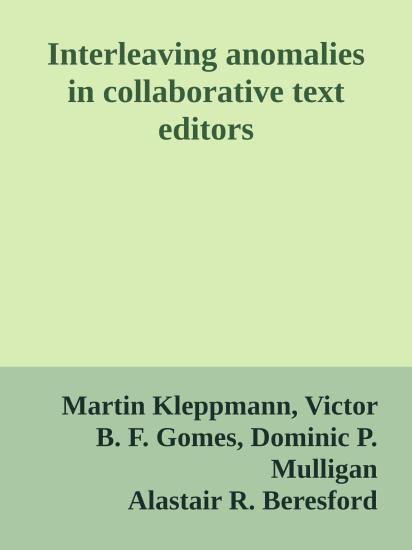 Interleaving anomalies
in collaborative text
editors
Martin Kleppmann, Victor
B. F. Gomes, Dominic P.
Mulligan
Alastair R. Beresford